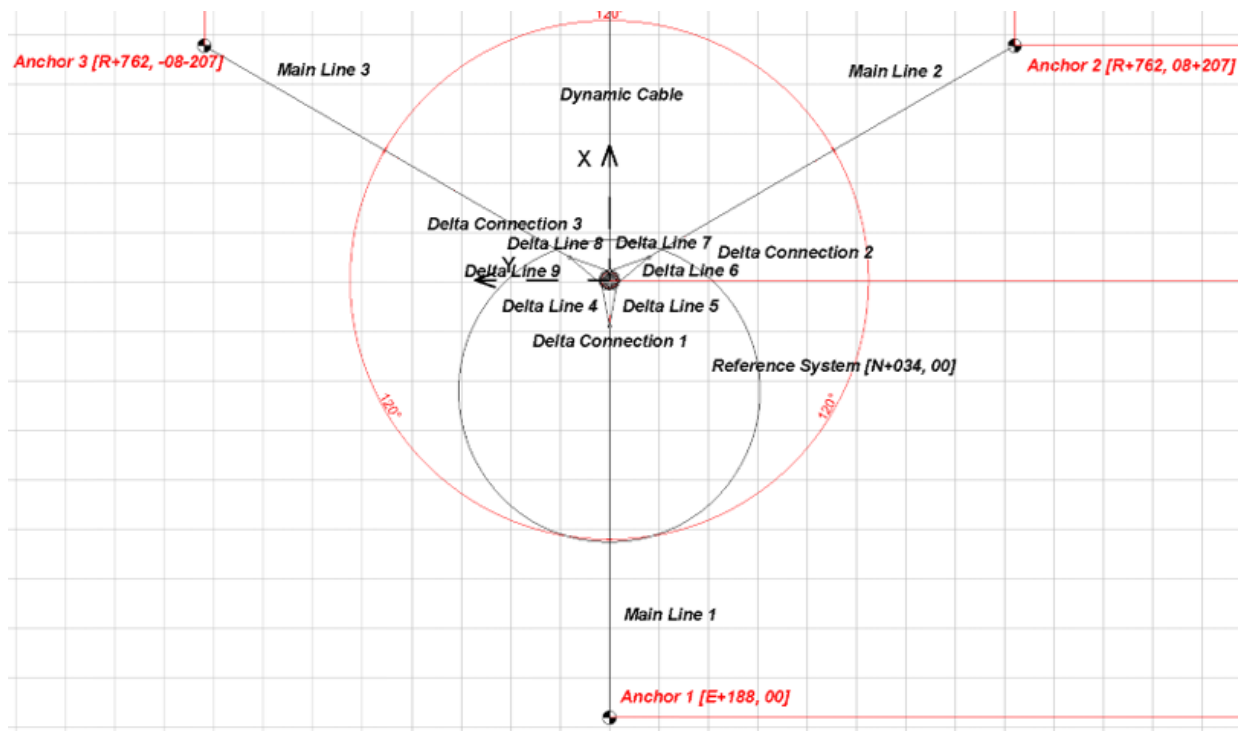 120°
Anchor 3 [R+762, -08-207]
Main Line 3
Main Line 2
Anchor 2 [R+762, 08+207]
Dynamic Cable
X
Delta Connection 3
Delta Line 8
Delta Line 7
Delta Connection 2
Delta Line 9
Y
Delta Line 6
Delta Line 4
Delta Line 5
Delta Connection 1
Reference System [N+034, 00]
120°
120°
Main Line 1
Anchor 1 [E+188, 00]